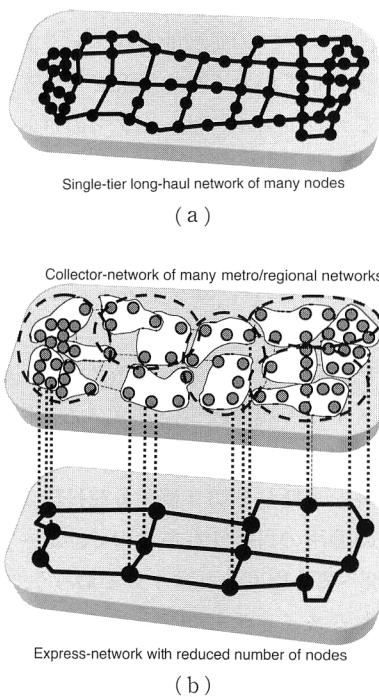 Single-tier long-haul network of many nodes
(a)
Collector-network of many metro/regional networks
Express-network with reduced number of nodes
(b)